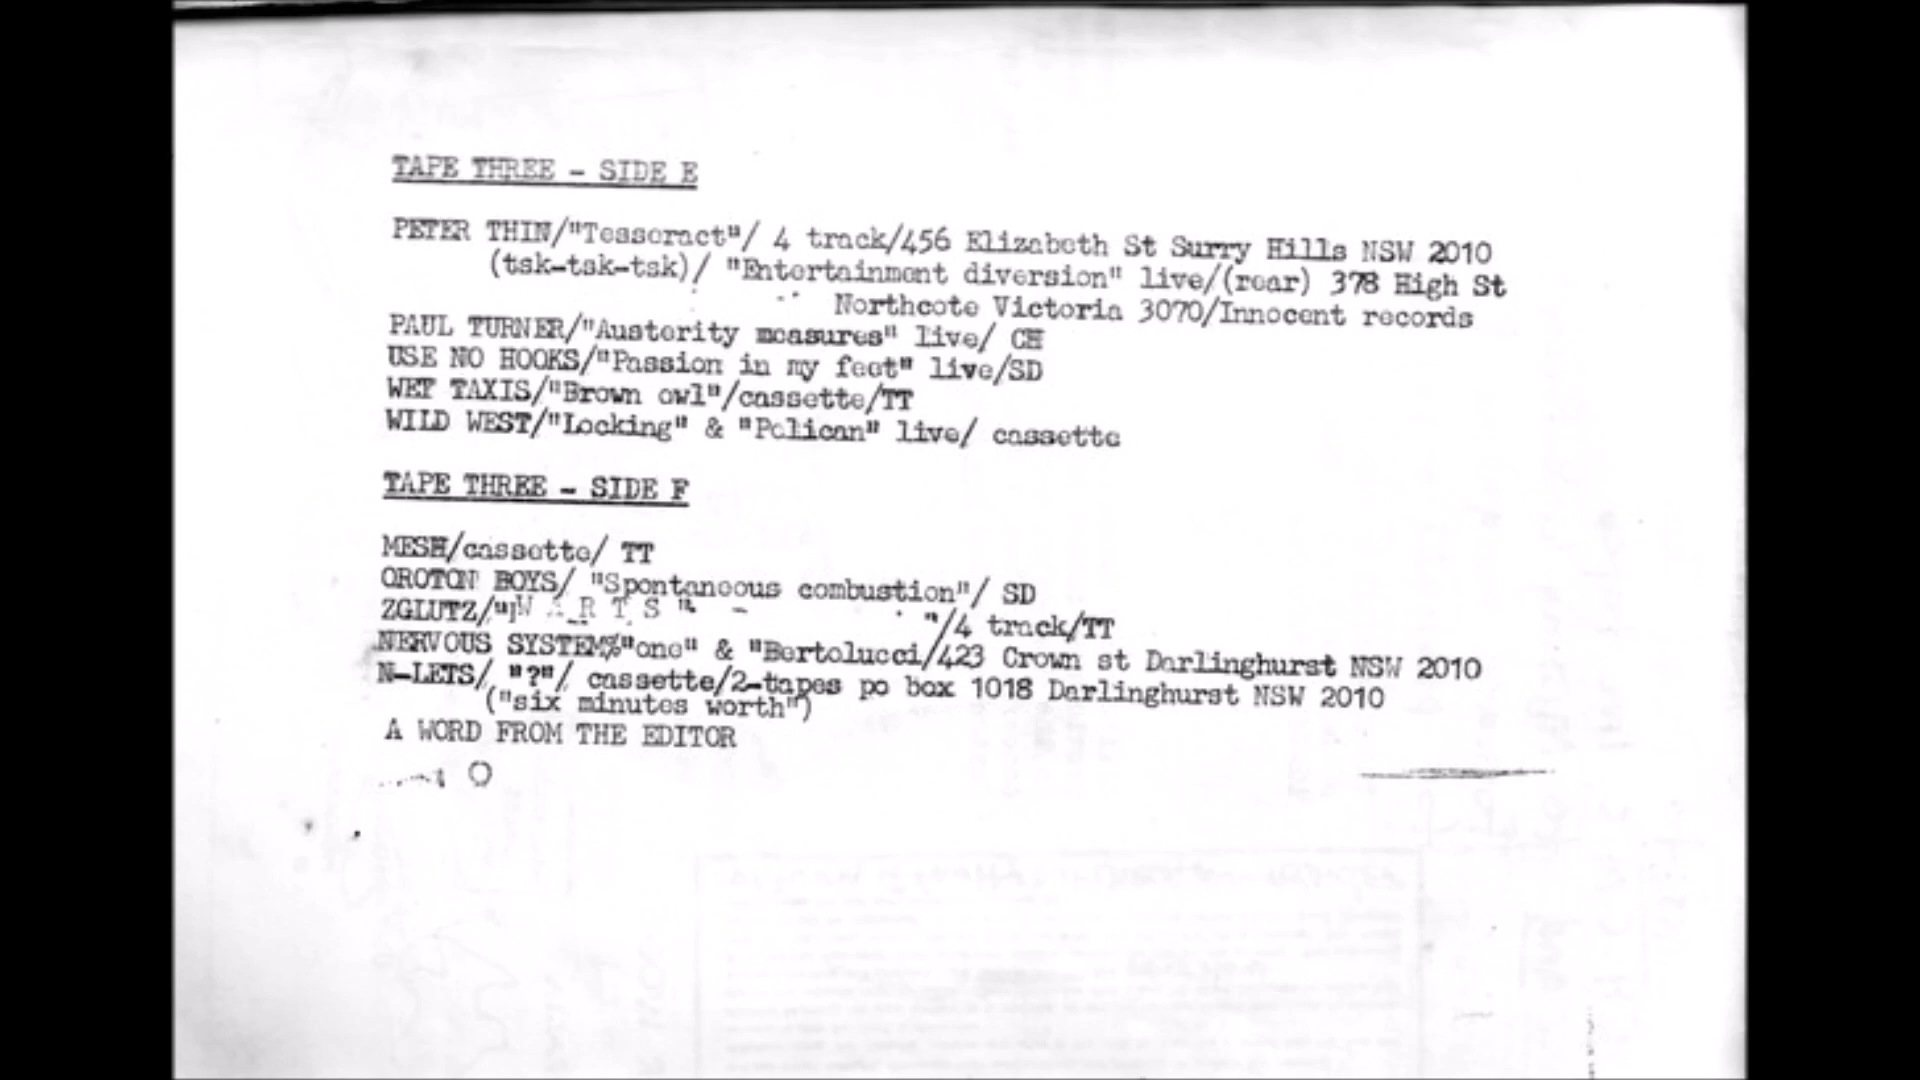 TAPE THREE - SIDE E
PETER THIN/"Tesseract"/ 4 track/456 Elizabeth St Surry Hills NSW 2010
(tsk-tsk-tsk)/ "Entertainment diversion" live/(rear) 378 High St
Northcote Victoria 3070/Innocent records
PAUL TURNER/"Austerity measures" live/ CH
USE NO HOOKS/"Passion in my feet" live/SD
WET TAXIS/"Brown owl"/cassette/TT
WILD WEST/"Locking" & "Pelican" live/ cassette
TAPE THREE - SIDE F
MESH/cassette/ TT
OROTON BOYS/ "Spontaneous combustion"/ SD
ZGLUTZ/"W A R T S " "/4 track/TT
NERVOUS SYSTEM%"one" & "Bertolucci/423 Crown st Darlinghurst NSW 2010
N-LETS/ "?"/ cassette/2-tapes po box 1018 Darlinghurst NSW 2010
("six minutes worth")
A WORD FROM THE EDITOR